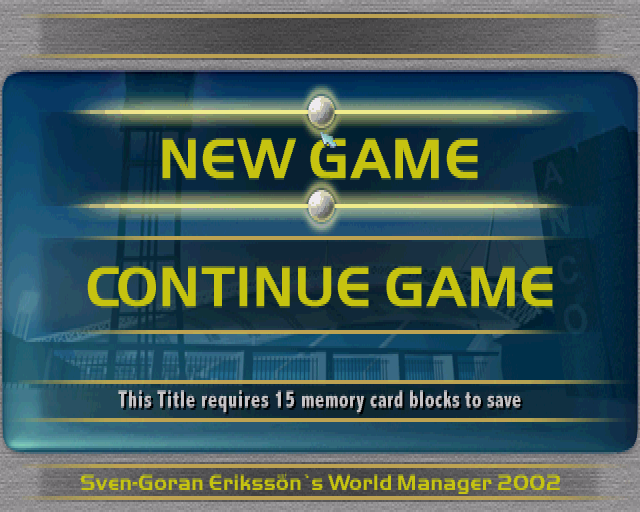 NEW GAME
CONTINUE GAME
ANCO
This Title requires 15 memory card blocks to save
Sven-Goran Erikssön`s World Manager 2002